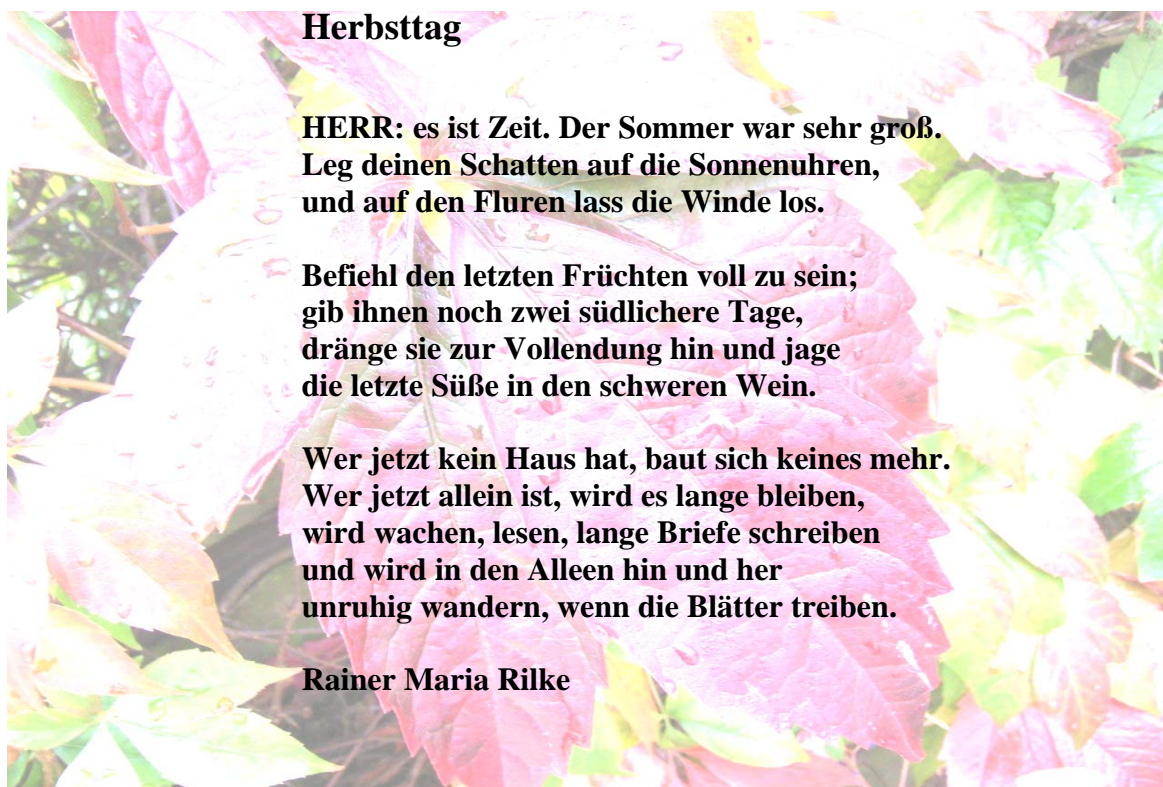 Herbsttag
HERR: es ist Zeit. Der Sommer war sehr groß.
Leg deinen Schatten auf die Sonnenuhren,
und auf den Fluren lass die Winde los.
Befiehl den letzten Früchten voll zu sein;
gib ihnen noch zwei südlichere Tage,
dränge sie zur Vollendung hin und jage
die letzte Süße in den schweren Wein.
Wer jetzt kein Haus hat, baut sich keines mehr.
Wer jetzt allein ist, wird es lange bleiben,
wird wachen, lesen, lange Briefe schreiben
und wird in den Alleen hin und her
unruhig wandern, wenn die Blätter treiben.
Rainer Maria Rilke